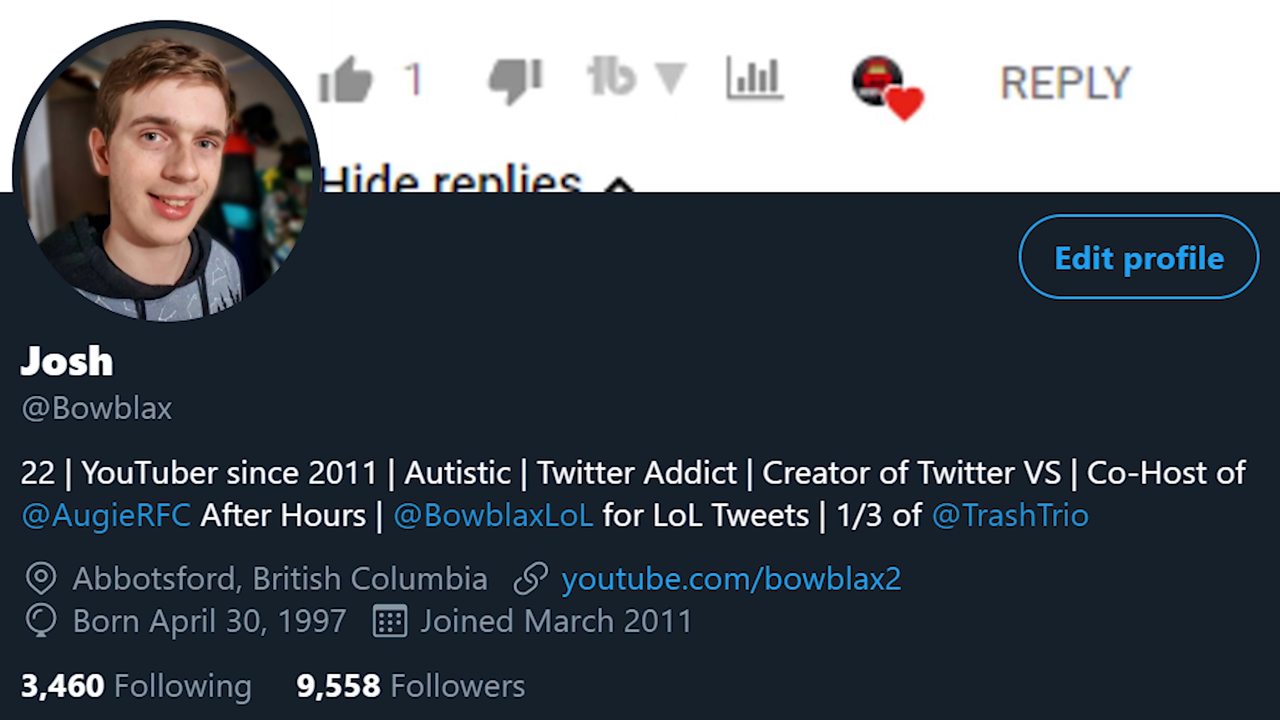 1 REPLY
Hide replies
Edit profile
Josh
@Bowblax
22 | YouTuber since 2011 | Autistic | Twitter Addict | Creator of Twitter VS | Co-Host of
@AugieRFC After Hours | @BowblaxLoL for LoL Tweets | 1/3 of @TrashTrio
Abbotsford, British Columbia youtube.com/bowblax2
Born April 30, 1997 Joined March 2011
3,460 Following 9,558 Followers